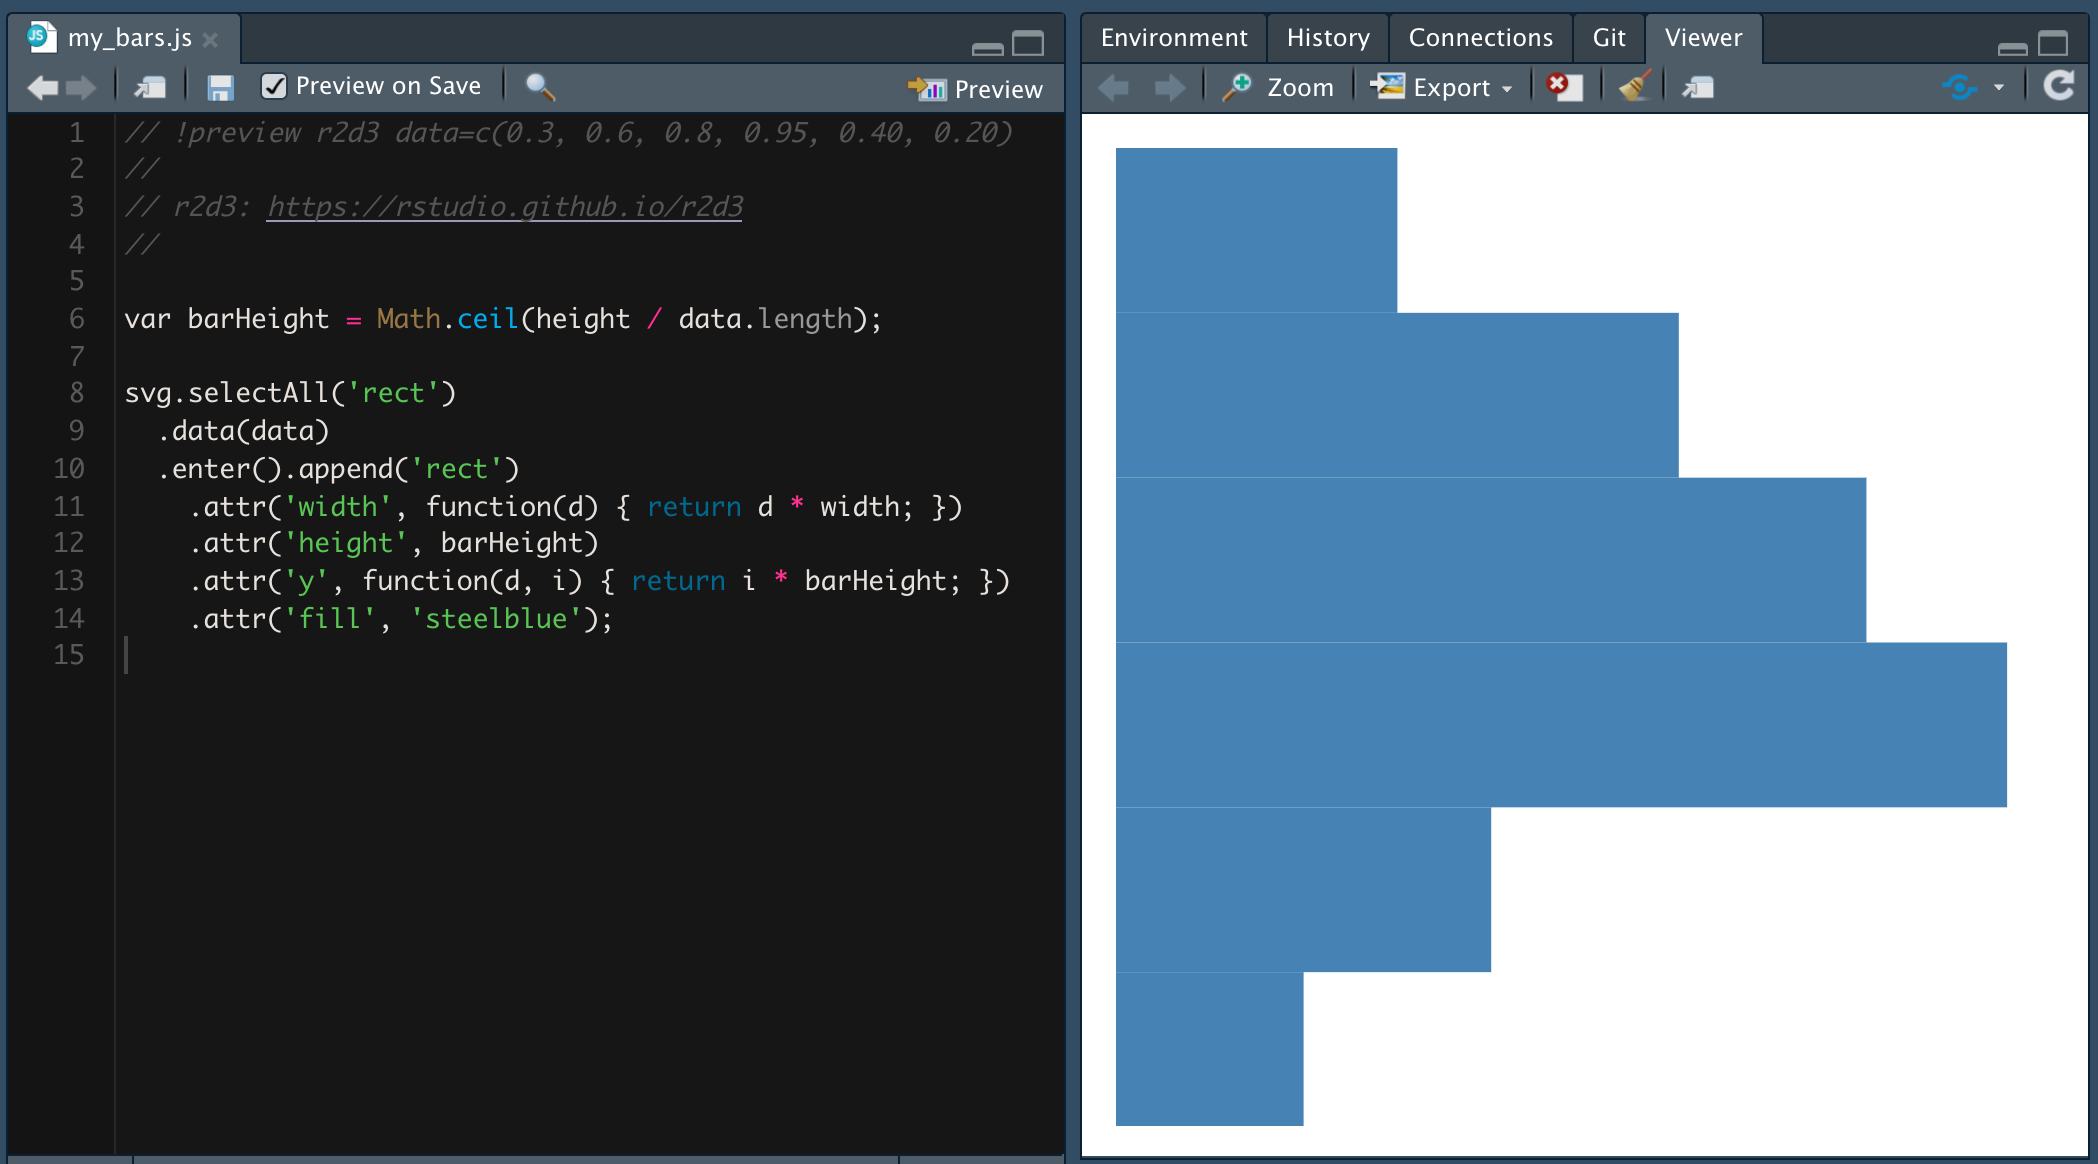 JS my_bars.js
Preview on Save
Preview
1 // !preview r2d3 data=c(0.3, 0.6, 0.8, 0.95, 0.40, 0.20)
2 //
3 // r2d3: https://rstudio.github.io/r2d3
4 //
5
6 var barHeight = Math.ceil(height / data.length);
7
8 svg.selectAll('rect')
9   .data(data)
10   .enter().append('rect')
11     .attr('width', function(d) { return d * width; })
12     .attr('height', barHeight)
13     .attr('y', function(d, i) { return i * barHeight; })
14     .attr('fill', 'steelblue');
15
Environment History Connections Git Viewer
Zoom Export